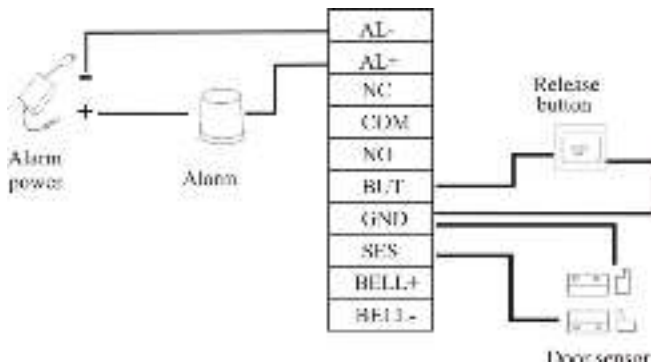 AL-
AL+
NC
COM
NO
BUT
GND
SES
BELL+
BELL-
Alarm
power
Alarm
Release
button
Door sensor
-
+